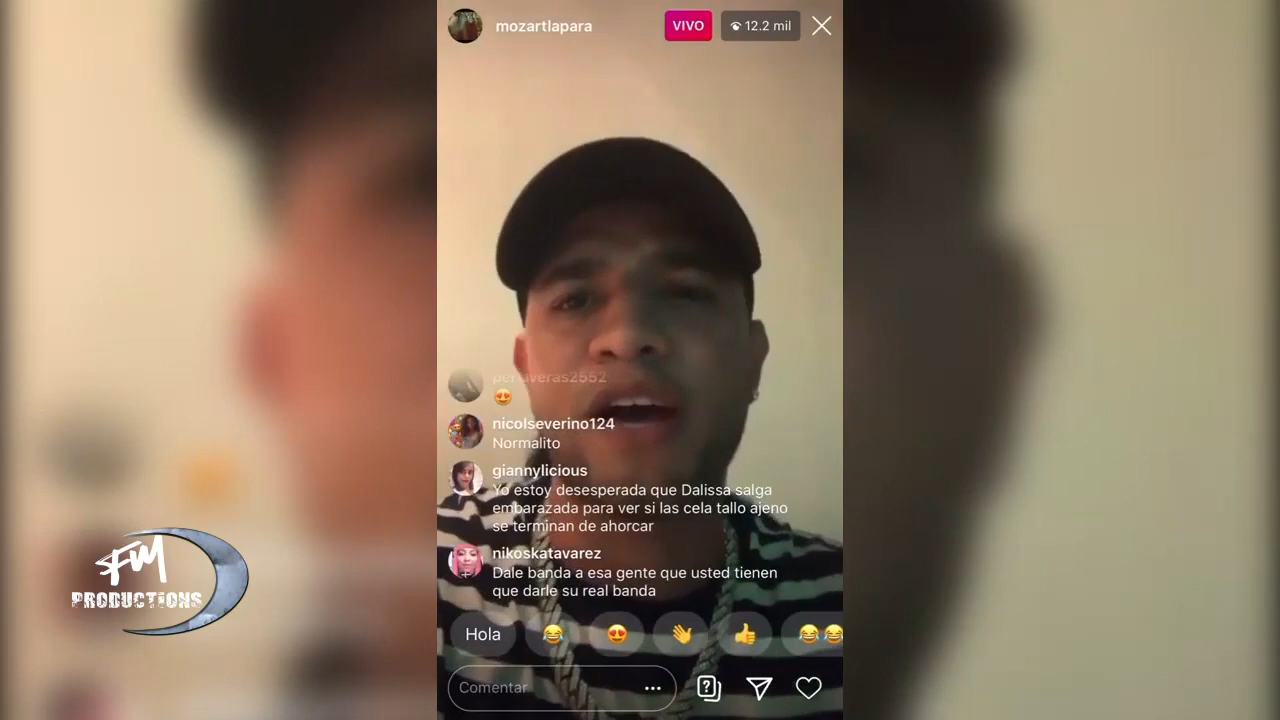 mozartlapara
VIVO
12.2 mil
nicolseverino124
Normalito
giannylicious
Yo estoy desesperada que Dalissa salga
embarazada para ver si las cela tallo ajeno
se terminan de ahorcar
nikoskatavarez
Dale banda a esa gente que usted tienen
que darle su real banda
Hola
Comentar
FM
PRODUCTIONS